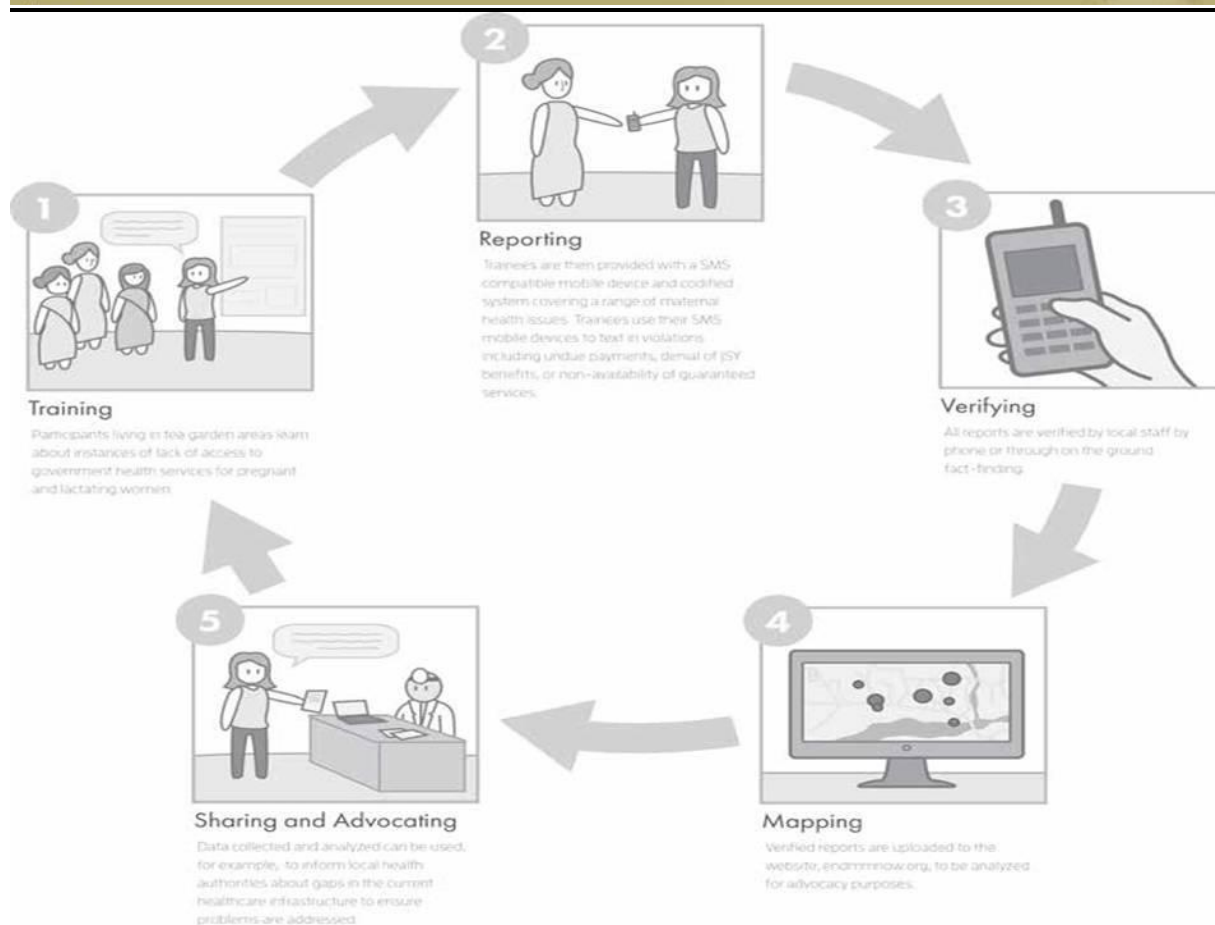 1
Training
Participants living in tea garden areas learn
about instances of lack of access to
government health services for pregnant
and lactating women
2
Reporting
Trainees are then provided with a SMS
compatible mobile device and codified
system covering a range of maternal
health issues. Trainees use their SMS
mobile devices to text in violations
including undue payments, denial of JSY
benefits, or non-availability of guaranteed
services.
3
Verifying
All reports are verified by local staff by
phone or through on the ground
fact-finding.
4
Mapping
Verified reports are uploaded to the
website, endmmnow.org, to be analyzed
for advocacy purposes.
5
Sharing and Advocating
Data collected and analyzed can be used,
for example, to inform local health
authorities about gaps in the current
healthcare infrastructure to ensure
problems are addressed.